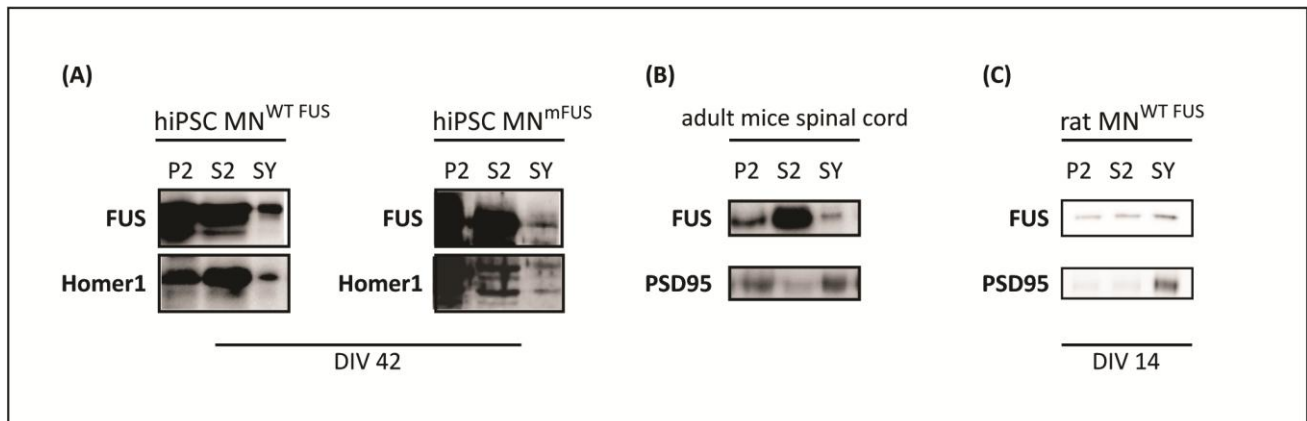 (A) (B) (C)
hiPSC MN^WT FUS hiPSC MN^mFUS adult mice spinal cord rat MN^WT FUS
P2 S2 SY P2 S2 SY P2 S2 SY P2 S2 SY
FUS FUS FUS FUS
Homer1 Homer1 PSD95 PSD95
DIV 42 DIV 14